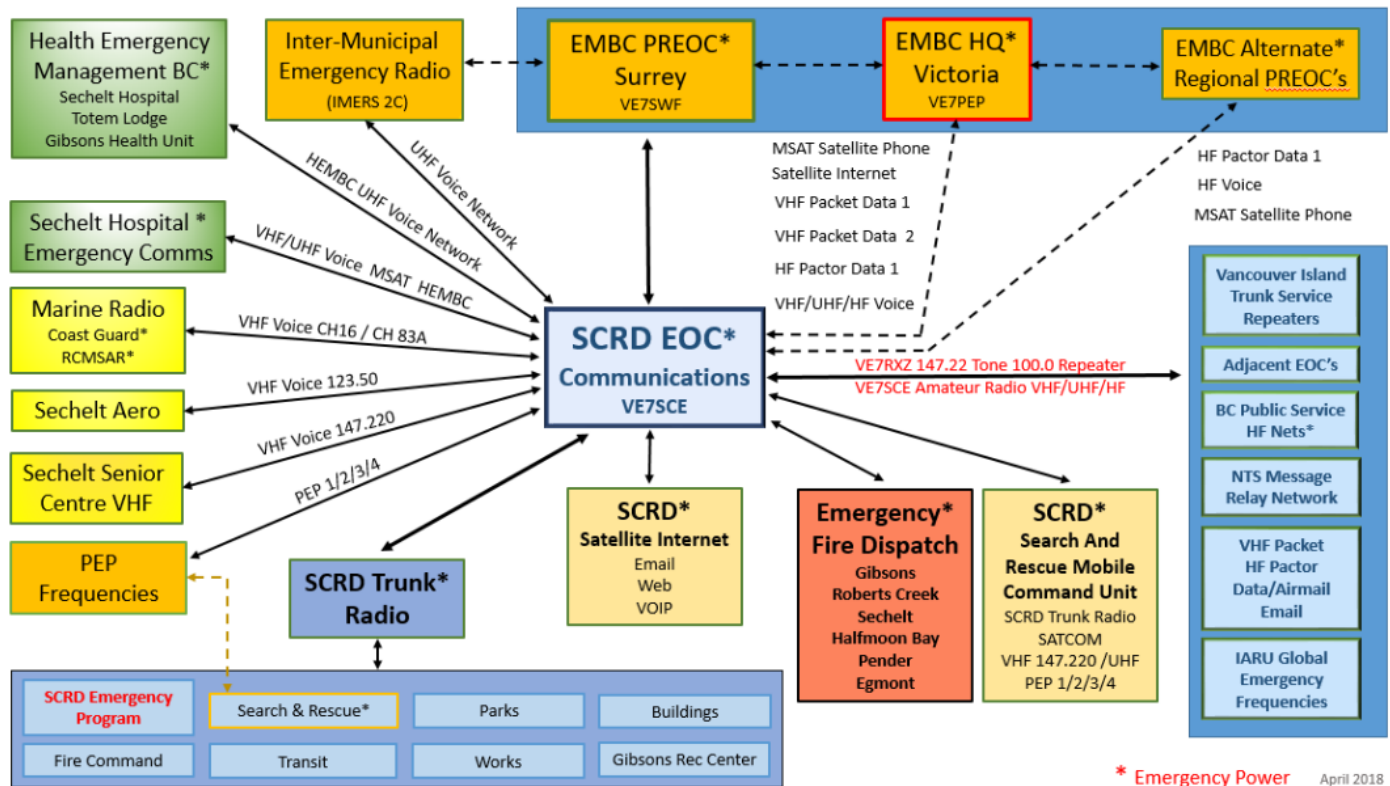 Health Emergency
Management BC*
Sechelt Hospital
Totem Lodge
Gibsons Health Unit
Inter-Municipal
Emergency Radio
(IMERS 2C)
EMBC PREOC*
Surrey
VE7SWF
EMBC HQ*
Victoria
VE7PEP
EMBC Alternate*
Regional PREOC's
UHF Voice Network
HEMBC UHF Voice Network
MSAT Satellite Phone
Satellite Internet
VHF Packet Data 1
VHF Packet Data 2
HF Pactor Data 1
VHF/UHF/HF Voice
HF Pactor Data 1
HF Voice
MSAT Satellite Phone
Sechelt Hospital *
Emergency Comms
VHF/UHF Voice MSAT HEMBC
Marine Radio
Coast Guard*
RCMSAR*
VHF Voice CH16 / CH 83A
Sechelt Aero
VHF Voice 123.50
Sechelt Senior
Centre VHF
VHF Voice 147.220
PEP
Frequencies
PEP 1/2/3/4
SCRD EOC*
Communications
VE7SCE
VE7RXZ 147.22 Tone 100.0 Repeater
VE7SCE Amateur Radio VHF/UHF/HF
Vancouver Island
Trunk Service
Repeaters
Adjacent EOC's
BC Public Service
HF Nets*
NTS Message
Relay Network
VHF Packet
HF Pactor
Data/Airmail
Email
IARU Global
Emergency
Frequencies
SCRD Trunk*
Radio
SCRD*
Satellite Internet
Email
Web
VOIP
Emergency*
Fire Dispatch
Gibsons
Roberts Creek
Sechelt
Halfmoon Bay
Pender
Egmont
SCRD*
Search And
Rescue Mobile
Command Unit
SCRD Trunk Radio
SATCOM
VHF 147.220 /UHF
PEP 1/2/3/4
SCRD Emergency
Program
Search & Rescue*
Parks
Buildings
Fire Command
Transit
Works
Gibsons Rec Center
* Emergency Power
April 2018